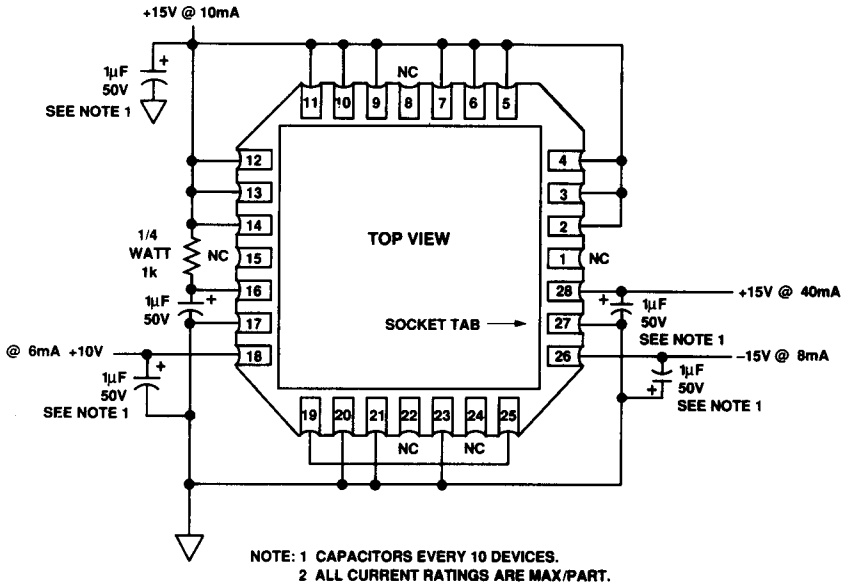 +15V @ 10mA
1µF
50V
+
SEE NOTE 1
NC
11 10 9 8 7 6 5
12
13
14
15
16
17
18
4
3
2
1
28
27
26
TOP VIEW
SOCKET TAB
1/4
WATT
1k
NC
NC
1µF
50V
+
@ 6mA +10V
+
1µF
50V
SEE NOTE 1
+15V @ 40mA
+
1µF
50V
SEE NOTE 1
–15V @ 8mA
1µF
50V
+
SEE NOTE 1
19 20 21 22 23 24 25
NC
NC
NOTE: 1 CAPACITORS EVERY 10 DEVICES.
2 ALL CURRENT RATINGS ARE MAX/PART.